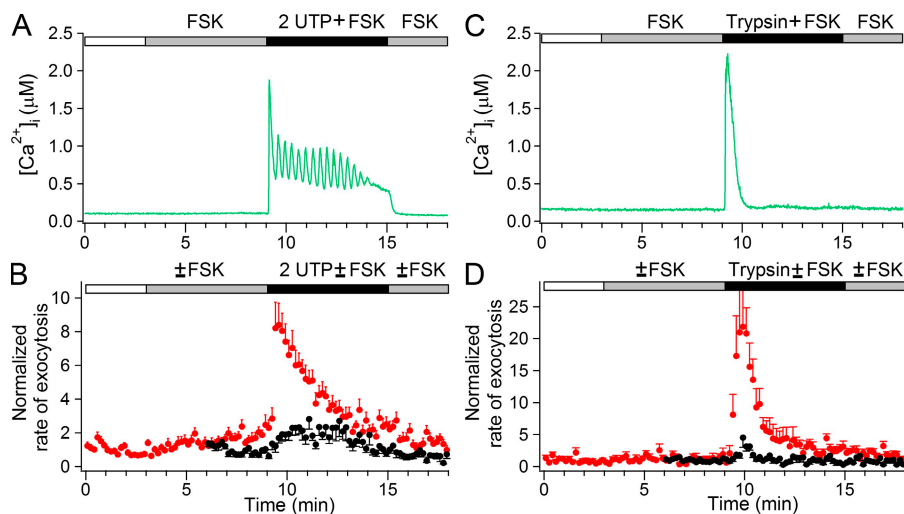 A
FSK
2 UTP+FSK
FSK
2.5
2.0
1.5
1.0
0.5
0.0
[Ca2+]i (μM)
0
5
10
15
C
FSK
Trypsin+FSK
FSK
2.5
2.0
1.5
1.0
0.5
0.0
[Ca2+]i (μM)
0
5
10
15
B
±FSK
2 UTP±FSK
±FSK
10
8
6
4
2
0
Normalized
rate of exocytosis
0
5
10
15
Time (min)
D
±FSK
Trypsin±FSK
±FSK
25
20
15
10
5
0
Normalized
rate of exocytosis
0
5
10
15
Time (min)